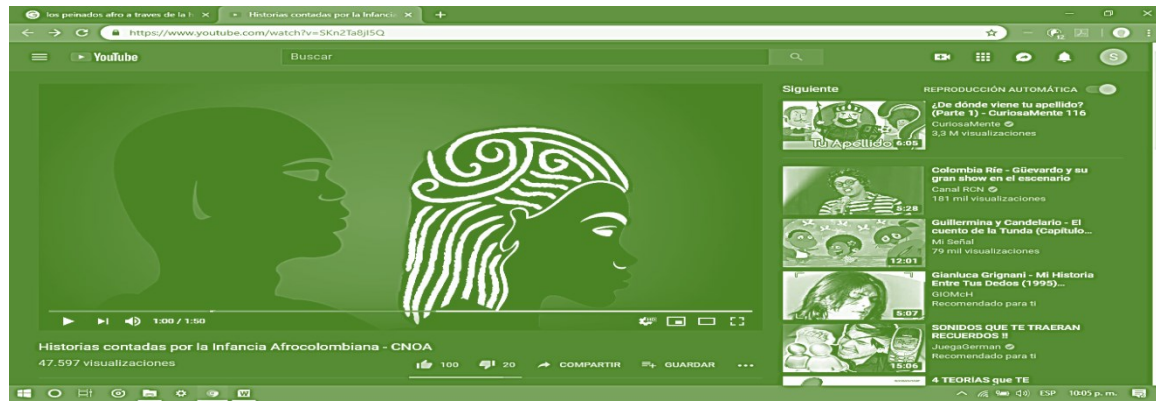 los peinados afro a traves de la h
Historias contadas por la Infancia
https://www.youtube.com/watch?v=SKn2Ta8jI5Q
12
YouTube
Buscar
S
1:00 / 1:50
HD
Historias contadas por la Infancia Afrocolombiana - CNOA
47.597 visualizaciones
100
20
COMPARTIR
GUARDAR
Siguiente
REPRODUCCIÓN AUTOMÁTICA
TU Apellido
6:05
¿De dónde viene tu apellido?
(Parte 1) - CuriosaMente 116
CuriosaMente
3,3 M visualizaciones
5:28
Colombia Ríe - Güevardo y su
gran show en el escenario
Canal RCN
181 mil visualizaciones
12:01
Guillermina y Candelario - El
cuento de la Tunda (Capítulo...
Mi Señal
79 mil visualizaciones
5:07
Gianluca Grignani - Mi Historia
Entre Tus Dedos (1995)...
GIOMcH
Recomendado para ti
15:06
SONIDOS QUE TE TRAERAN
RECUERDOS !!
JuegaGerman
Recomendado para ti
4 TEORÍAS que TE
W
ESP
10:05 p. m.